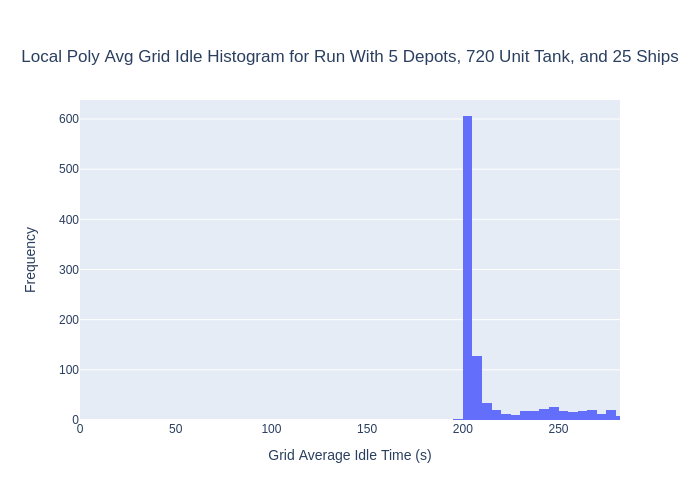 Local Poly Avg Grid Idle Histogram for Run With 5 Depots, 720 Unit Tank, and 25 Ships
600
500
400
300
200
100
0
Frequency
0 50 100 150 200 250
Grid Average Idle Time (s)